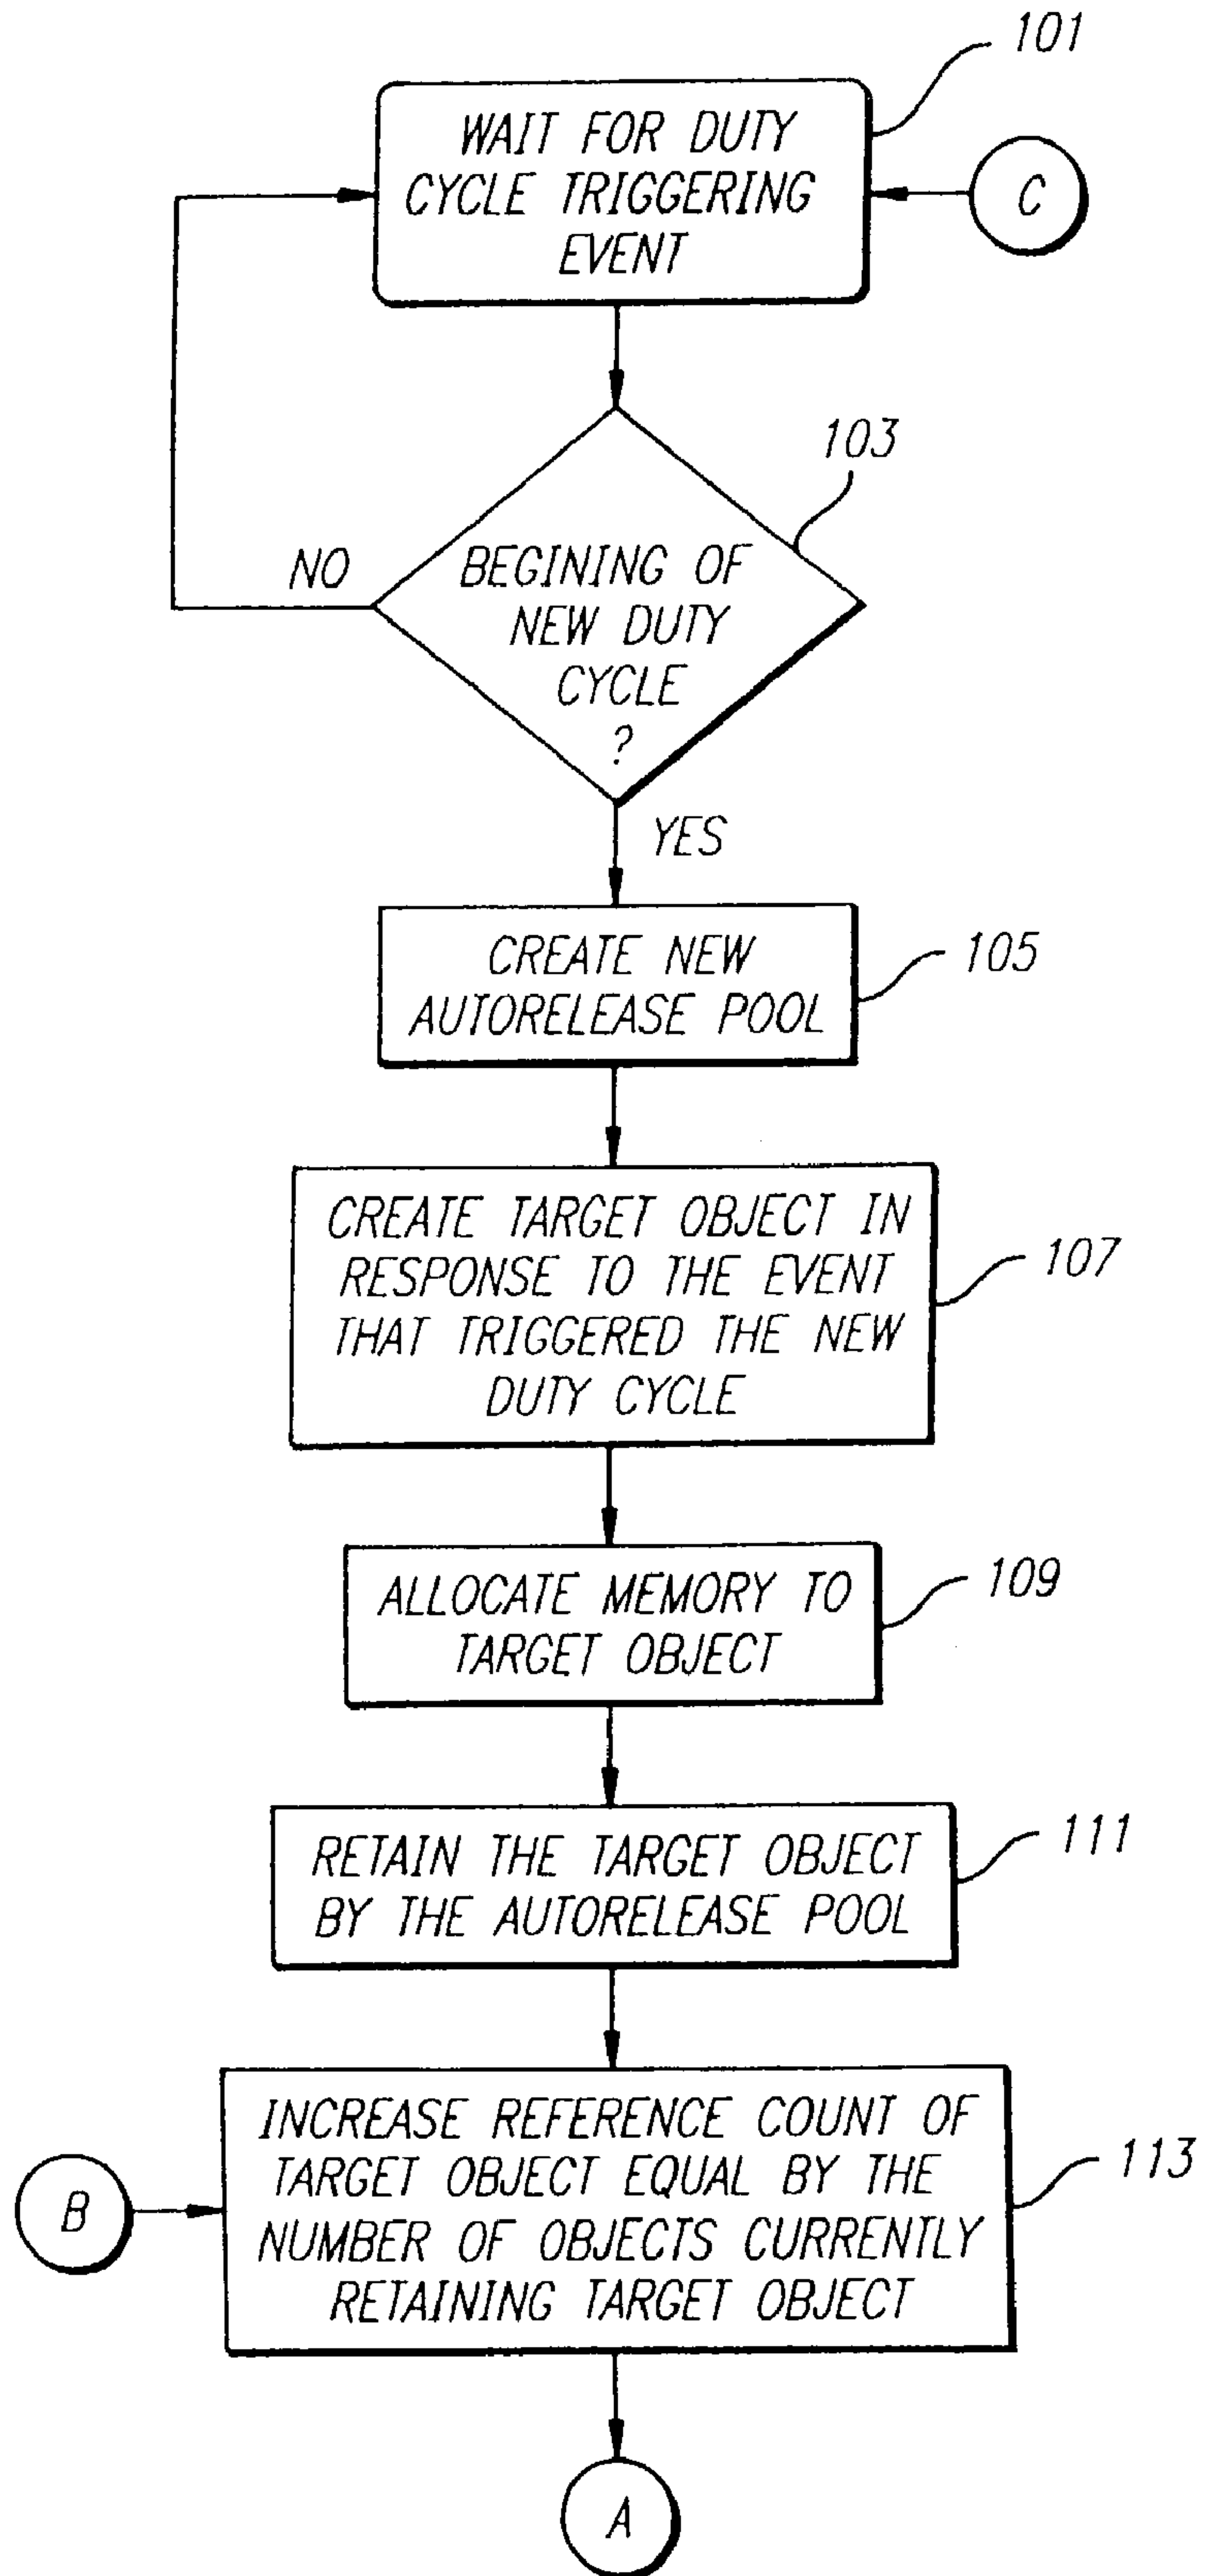 101
WAIT FOR DUTY
CYCLE TRIGGERING
EVENT
C
103
NO
BEGINING OF
NEW DUTY
CYCLE
?
YES
CREATE NEW
AUTORELEASE POOL
105
CREATE TARGET OBJECT IN
RESPONSE TO THE EVENT
THAT TRIGGERED THE NEW
DUTY CYCLE
107
ALLOCATE MEMORY TO
TARGET OBJECT
109
RETAIN THE TARGET OBJECT
BY THE AUTORELEASE POOL
111
INCREASE REFERENCE COUNT OF
TARGET OBJECT EQUAL BY THE
NUMBER OF OBJECTS CURRENTLY
RETAINING TARGET OBJECT
113
B
A